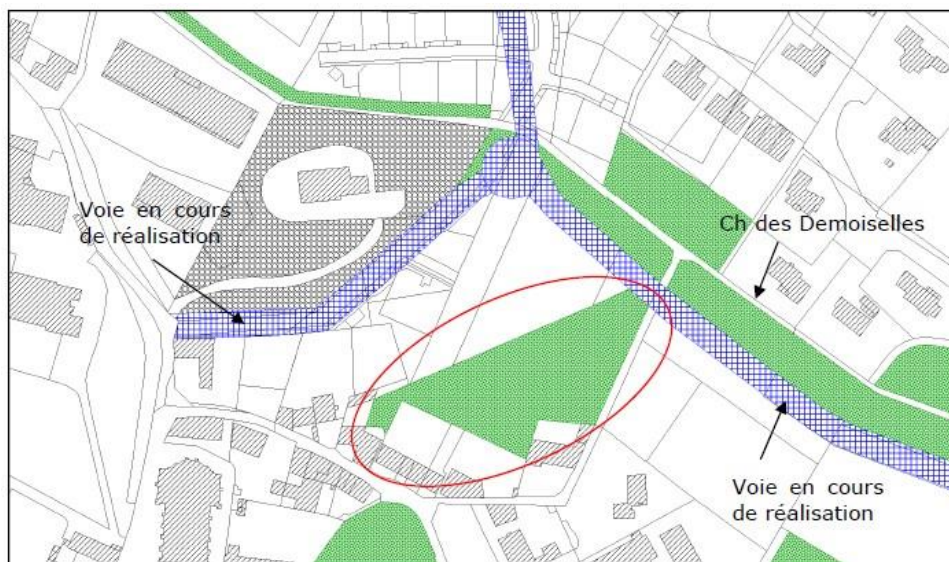 Voie en cours
de réalisation
Ch des Demoiselles
Voie en cours
de réalisation